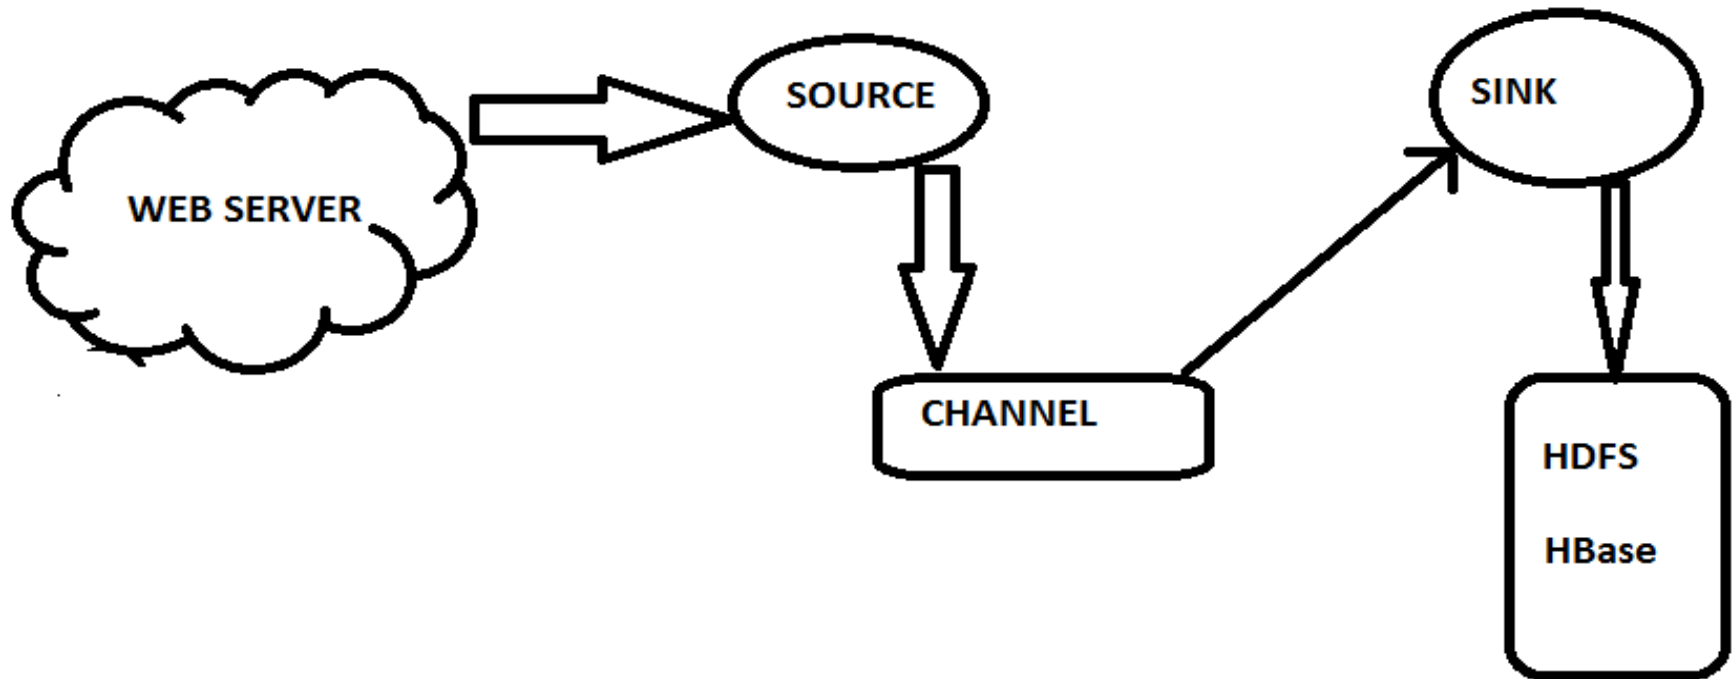 WEB SERVER
SOURCE
CHANNEL
SINK
HDFS
HBase